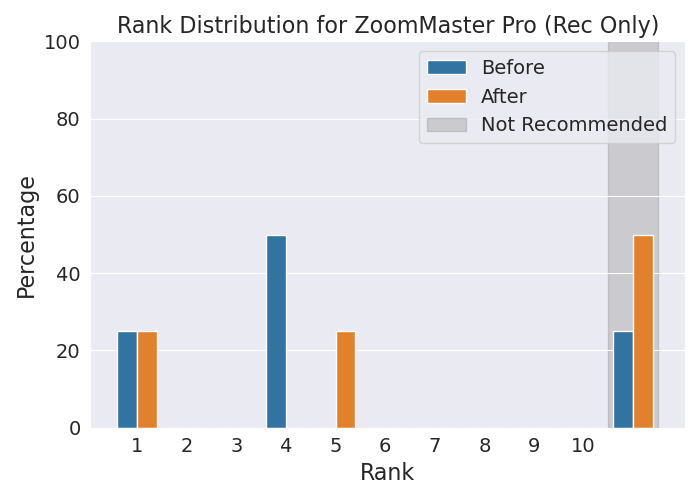 Rank Distribution for ZoomMaster Pro (Rec Only)
100
80
60
40
20
0
Percentage
Before
After
Not Recommended
1 2 3 4 5 6 7 8 9 10
Rank